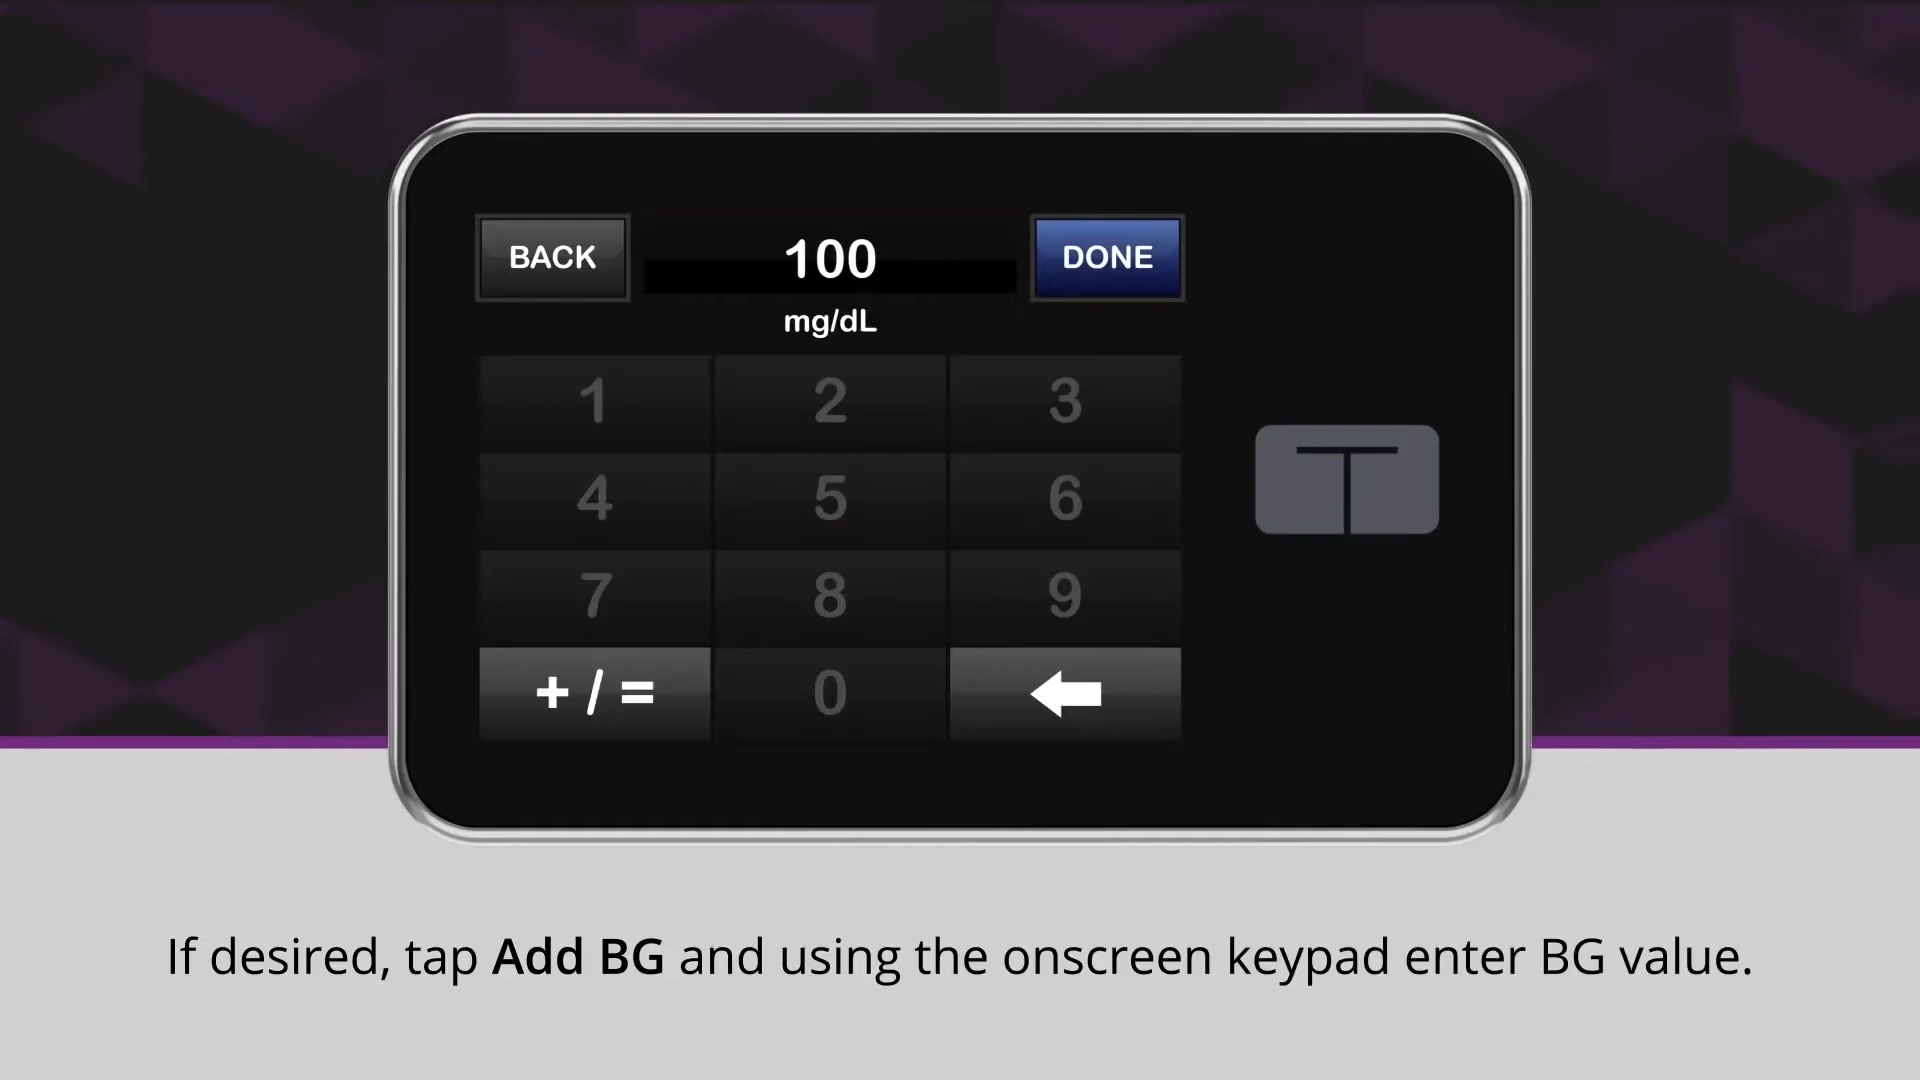 BACK 100 DONE
mg/dL
1 2 3
4 5 6
7 8 9
+ / = 0
T
If desired, tap Add BG and using the onscreen keypad enter BG value.